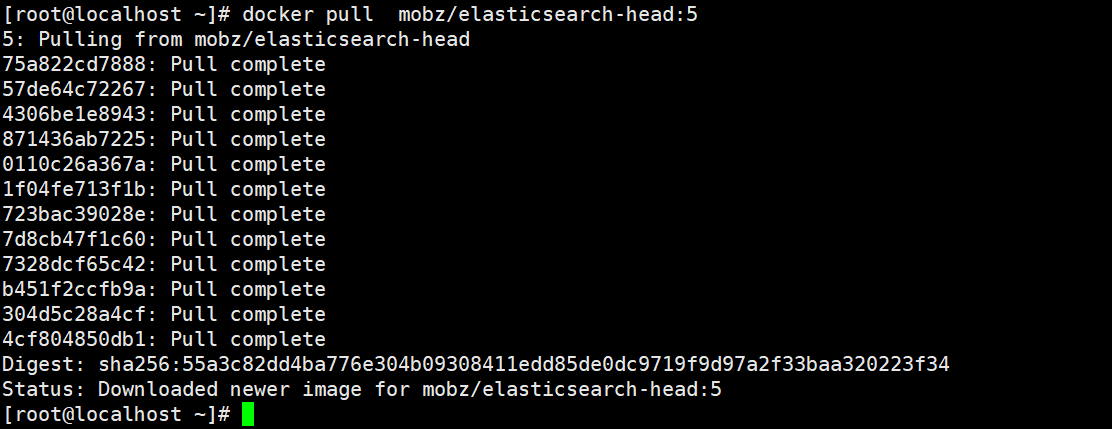 [root@localhost ~]# docker pull  mobz/elasticsearch-head:5
5: Pulling from mobz/elasticsearch-head
75a822cd7888: Pull complete
57de64c72267: Pull complete
4306be1e8943: Pull complete
871436ab7225: Pull complete
0110c26a367a: Pull complete
1f04fe713f1b: Pull complete
723bac39028e: Pull complete
7d8cb47f1c60: Pull complete
7328dcf65c42: Pull complete
b451f2ccfb9a: Pull complete
304d5c28a4cf: Pull complete
4cf804850db1: Pull complete
Digest: sha256:55a3c82dd4ba776e304b09308411edd85de0dc9719f9d97a2f33baa320223f34
Status: Downloaded newer image for mobz/elasticsearch-head:5
[root@localhost ~]#